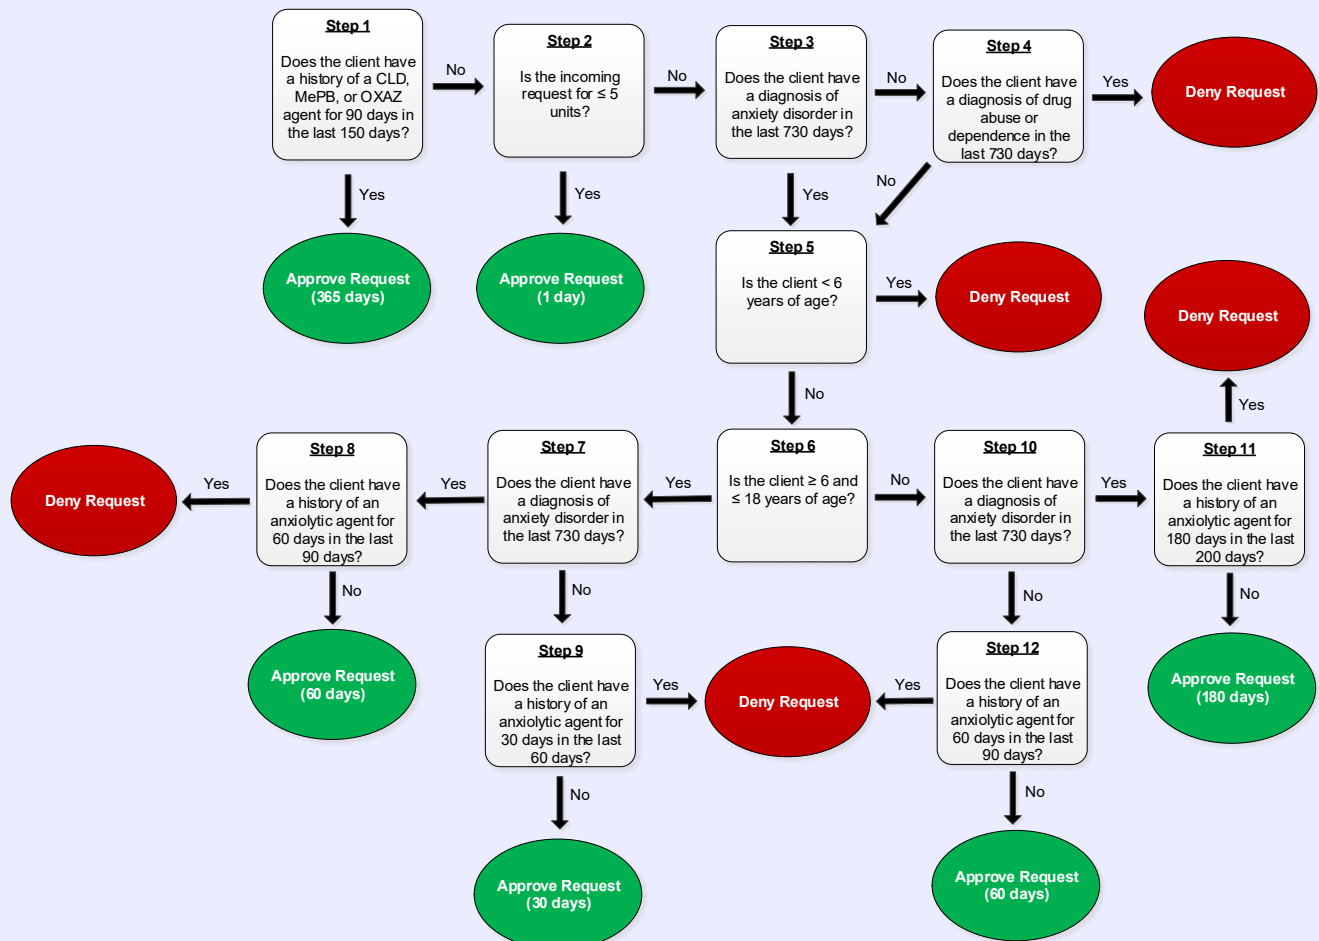 Step 1
Does the client have
a history of a CLD,
MePB, or OXAZ
agent for 90 days in
the last 150 days?
No
Yes
Approve Request
(365 days)
Step 2
Is the incoming
request for ≤ 5
units?
No
Yes
Approve Request
(1 day)
Step 3
Does the client have
a diagnosis of
anxiety disorder in
the last 730 days?
No
Yes
Step 4
Does the client have
a diagnosis of drug
abuse or
dependence in the
last 730 days?
Yes
Deny Request
No
Step 5
Is the client < 6
years of age?
Yes
Deny Request
No
Step 6
Is the client ≥ 6 and
≤ 18 years of age?
Yes
No
Step 7
Does the client have
a diagnosis of
anxiety disorder in
the last 730 days?
Yes
No
Step 8
Does the client have
a history of an
anxiolytic agent for
60 days in the last
90 days?
Yes
Deny Request
No
Approve Request
(60 days)
Step 9
Does the client have
a history of an
anxiolytic agent for
30 days in the last
60 days?
Yes
Deny Request
No
Approve Request
(30 days)
Step 10
Does the client have
a diagnosis of
anxiety disorder in
the last 730 days?
Yes
No
Step 11
Does the client have
a history of an
anxiolytic agent for
180 days in the last
200 days?
Yes
Deny Request
No
Approve Request
(180 days)
Step 12
Does the client have
a history of an
anxiolytic agent for
60 days in the last
90 days?
Yes
No
Approve Request
(60 days)